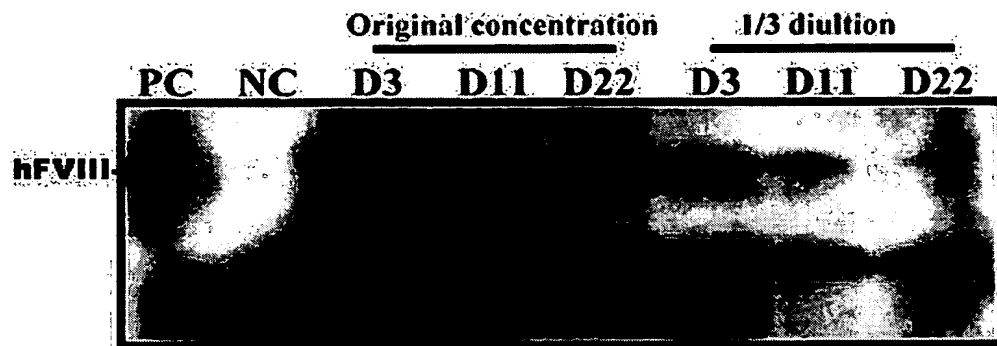 Original concentration 1/3 diultion
PC NC D3 D11 D22 D3 D11 D22
hFVIII